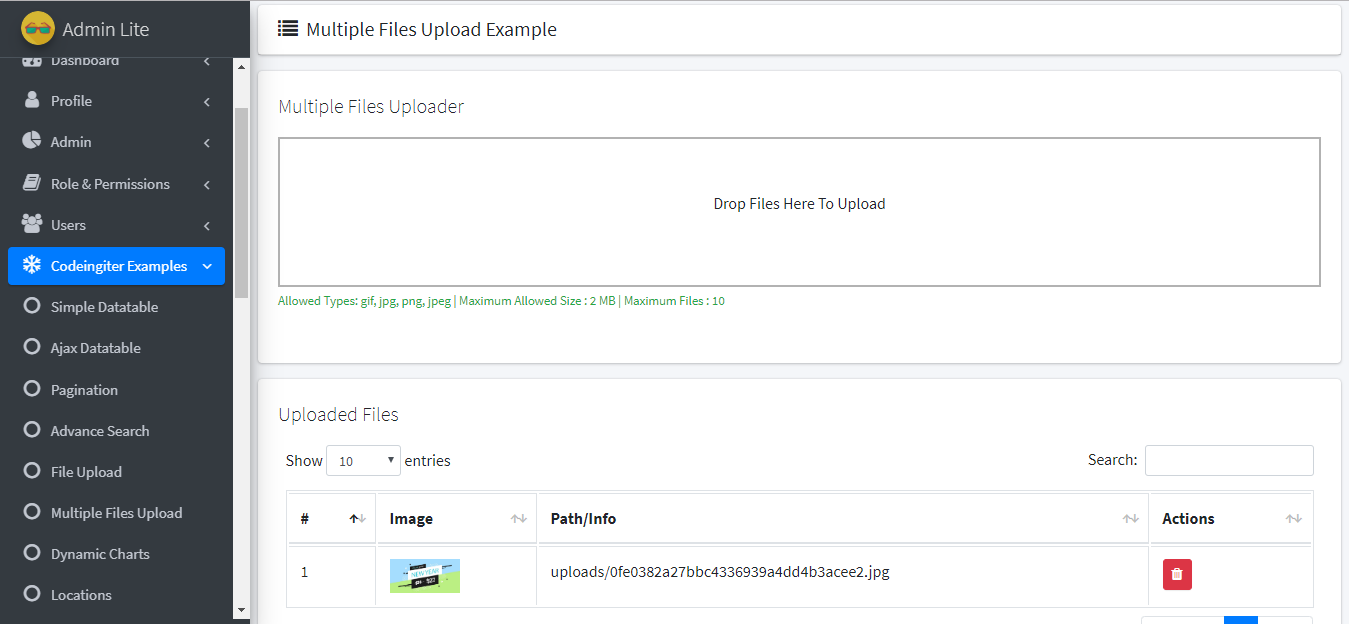 Admin Lite
Dashboard
Profile
Admin
Role & Permissions
Users
Codeingiter Examples
Simple Datatable
Ajax Datatable
Pagination
Advance Search
File Upload
Multiple Files Upload
Dynamic Charts
Locations
Multiple Files Upload Example
Multiple Files Uploader
Drop Files Here To Upload
Allowed Types: gif, jpg, png, jpeg | Maximum Allowed Size : 2 MB | Maximum Files : 10
Uploaded Files
Show 10 entries Search:
# Image Path/Info Actions
1 NEW YEAR uploads/0fe0382a27bbc4336939a4dd4b3acee2.jpg